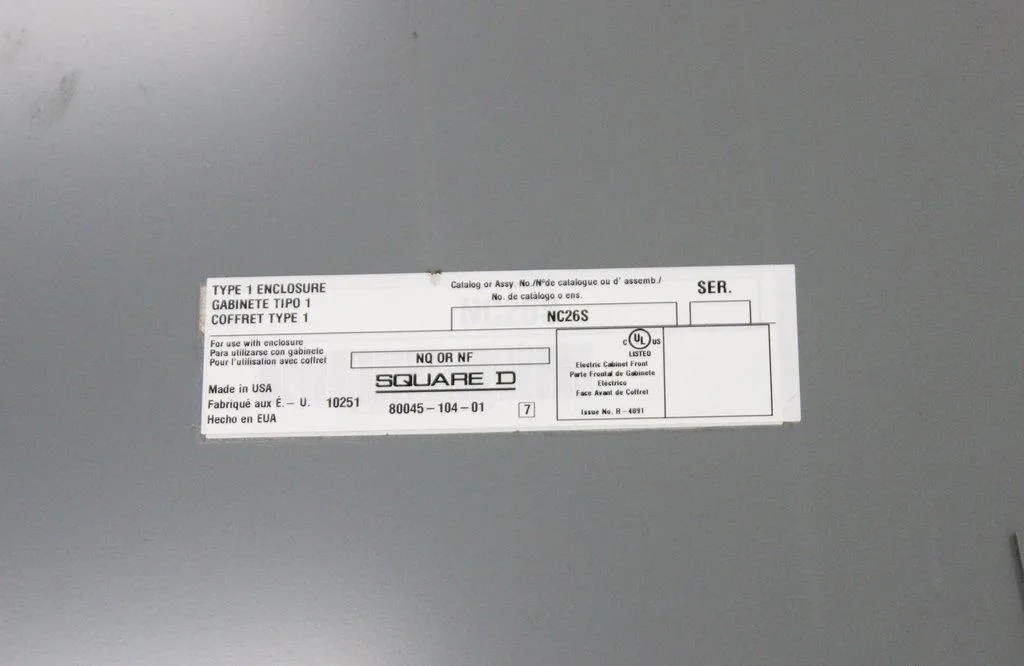 TYPE 1 ENCLOSURE
GABINETE TIPO 1
COFFRET TYPE 1
Catalog or Assy. No./Nºde catalogue ou d' assemb./
No. de catálogo o ens.
NC26S
SER.
For use with enclosure
Para utilizarse con gabinete
Pour l'utilisation avec coffret
NQ OR NF
SQUARE D
Made in USA
Fabriqué aux É. – U. 10251
Hecho en EUA
80045-104-01
7
C UL US
LISTED
Electric Cabinet Front
Parte Frontal de Gabinete
Eléctrico
Face Avant de Coffret
Issue No. R-4091